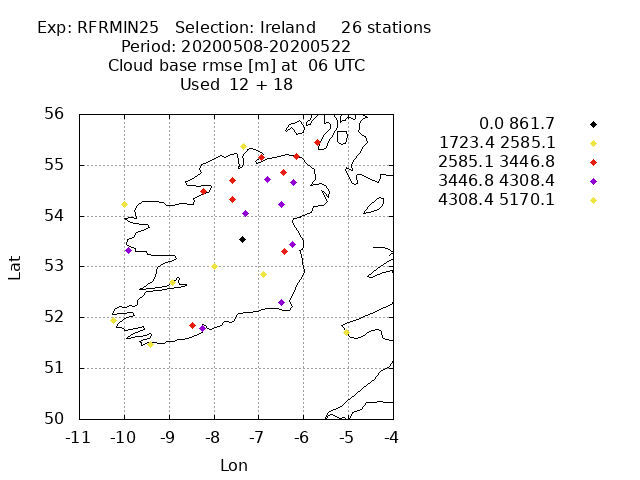 Exp: RFRMIN25 Selection: Ireland 26 stations
Period: 20200508-20200522
Cloud base rmse [m] at 06 UTC
Used 12 + 18
0.0 861.7
1723.4 2585.1
2585.1 3446.8
3446.8 4308.4
4308.4 5170.1
56
55
54
53
52
51
50
Lat
-11 -10 -9 -8 -7 -6 -5 -4
Lon